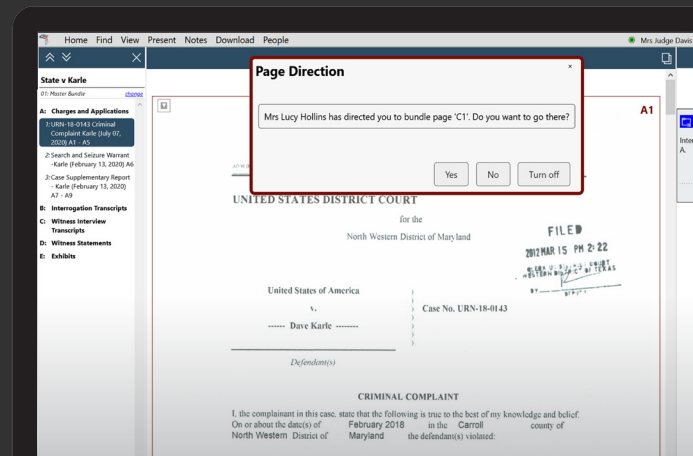 Home Find View Present Notes Download People
Mrs Judge Davis
State v Karle
01: Master Bundle change
A: Charges and Applications
1: URN-18-0143 Criminal
Complaint Karle (July 07,
2020) A1 - A5
2: Search and Seizure Warrant
-Karle (February 13, 2020) A6
3: Case Supplementary Report
- Karle (February 13, 2020)
A7 - A9
B: Interrogation Transcripts
C: Witness Interview
Transcripts
D: Witness Statements
E: Exhibits
Page Direction
×
Mrs Lucy Hollins has directed you to bundle page 'C1'. Do you want to go there?
Yes No Turn off
A1
UNITED STATES DISTRICT COURT
for the
North Western District of Maryland
FILED
2012 MAR 15 PM 2:22
United States of America
v.
------ Dave Karle --------
Case No. URN-18-0143
Defendant(s)
CRIMINAL COMPLAINT
I, the complainant in this case, state that the following is true to the best of my knowledge and belief.
On or about the date(s) of February 2018 in the Carroll county of
North Western District of Maryland the defendant(s) violated:
A.